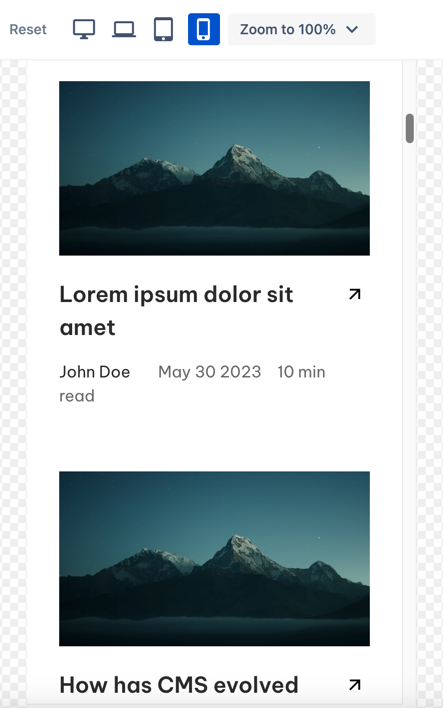 Reset
Zoom to 100%
Lorem ipsum dolor sit
amet
John Doe May 30 2023 10 min
read
How has CMS evolved